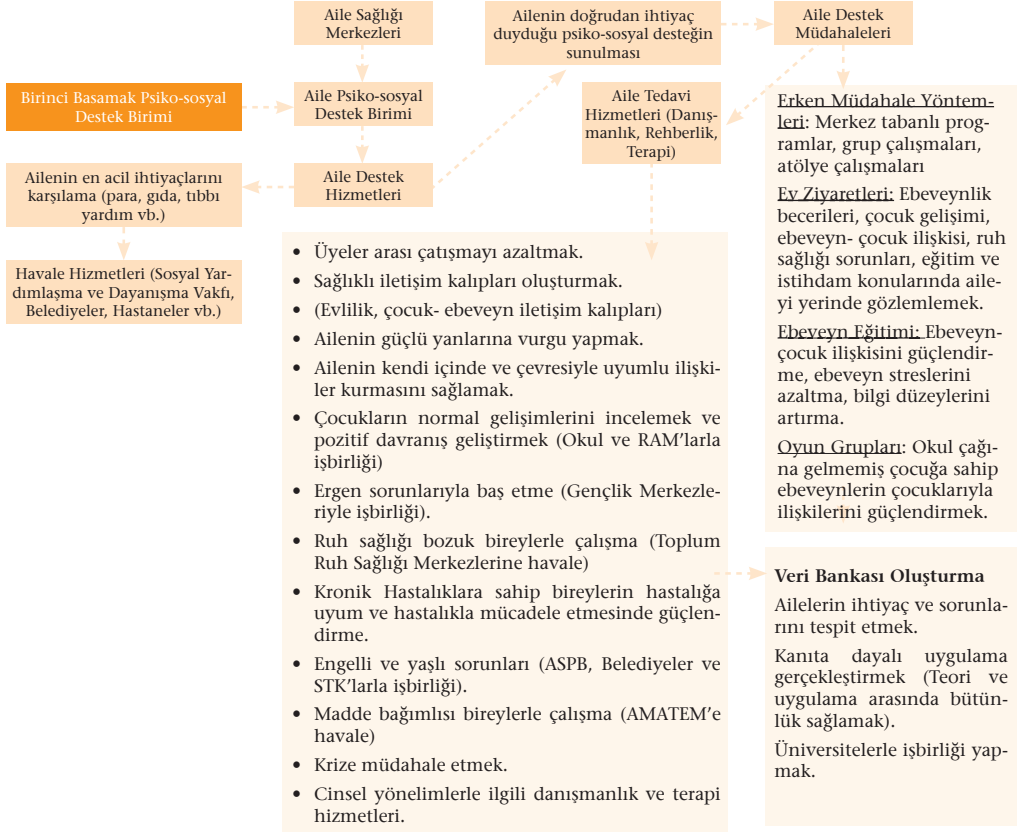 Aile Sağlığı
Merkezleri
Ailenin doğrudan ihtiyaç
duyduğu psiko-sosyal desteğin
sunulması
Aile Destek
Müdahaleleri
Birinci Basamak Psiko-sosyal
Destek Birimi
Aile Psiko-sosyal
Destek Birimi
Aile Tedavi
Hizmetleri (Danış-
manlık, Rehberlik,
Terapi)
Ailenin en acil ihtiyaçlarını
karşılama (para, gıda, tıbbı
yardım vb.)
Aile Destek
Hizmetleri
Havale Hizmetleri (Sosyal Yar-
dımlaşma ve Dayanışma Vakfı,
Belediyeler, Hastaneler vb.)
• Üyeler arası çatışmayı azaltmak.
• Sağlıklı iletişim kalıpları oluşturmak.
• (Evlilik, çocuk- ebeveyn iletişim kalıpları)
• Ailenin güçlü yanlarına vurgu yapmak.
• Ailenin kendi içinde ve çevresiyle uyumlu ilişki-
ler kurmasını sağlamak.
• Çocukların normal gelişimlerini incelemek ve
pozitif davranış geliştirmek (Okul ve RAM'larla
işbirliği)
• Ergen sorunlarıyla baş etme (Gençlik Merkezle-
riyle işbirliği).
• Ruh sağlığı bozuk bireylerle çalışma (Toplum
Ruh Sağlığı Merkezlerine havale)
• Kronik Hastalıklara sahip bireylerin hastalığa
uyum ve hastalıkla mücadele etmesinde güçlen-
dirme.
• Engelli ve yaşlı sorunları (ASPB, Belediyeler ve
STK'larla işbirliği).
• Madde bağımlısı bireylerle çalışma (AMATEM'e
havale)
• Krize müdahale etmek.
• Cinsel yönelimlerle ilgili danışmanlık ve terapi
hizmetleri.
Erken Müdahale Yöntem-
leri: Merkez tabanlı prog-
ramlar, grup çalışmaları,
atölye çalışmaları
Ev Ziyaretleri: Ebeveynlik
becerileri, çocuk gelişimi,
ebeveyn- çocuk ilişkisi, ruh
sağlığı sorunları, eğitim ve
istihdam konularında aile-
yi yerinde gözlemlemek.
Ebeveyn Eğitimi: Ebeveyn-
çocuk ilişkisini güçlendir-
me, ebeveyn streslerini
azaltma, bilgi düzeylerini
artırma.
Oyun Grupları: Okul çağı-
na gelmemiş çocuğa sahip
ebeveynlerin çocuklarıyla
ilişkilerini güçlendirmek.
Veri Bankası Oluşturma
Ailelerin ihtiyaç ve sorunla-
rını tespit etmek.
Kanıta dayalı uygulama
gerçekleştirmek (Teori ve
uygulama arasında bütün-
lük sağlamak).
Üniversitelerle işbirliği yap-
mak.